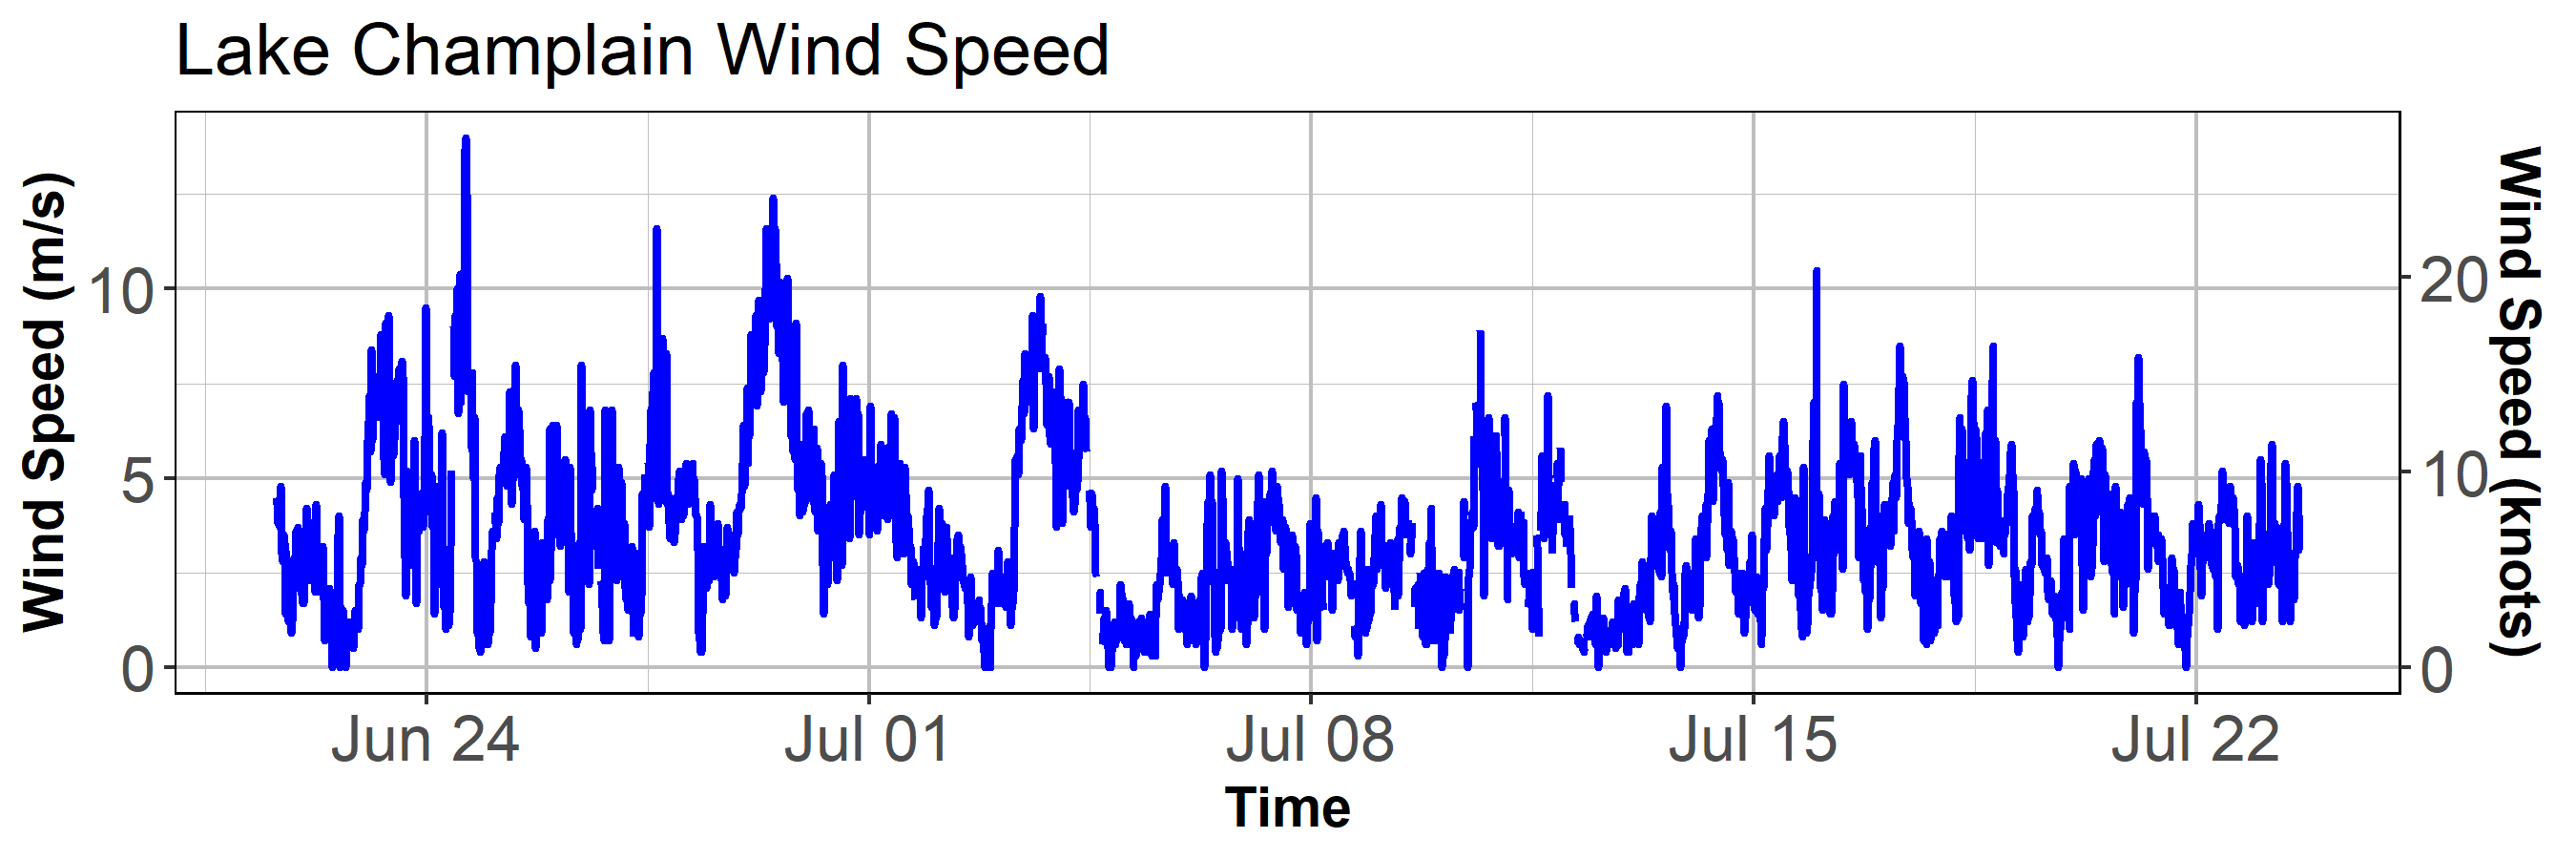 Lake Champlain Wind Speed
Wind Speed (m/s)
10
5
0
20
10
0
Wind Speed (knots)
Jun 24
Jul 01
Jul 08
Jul 15
Jul 22
Time